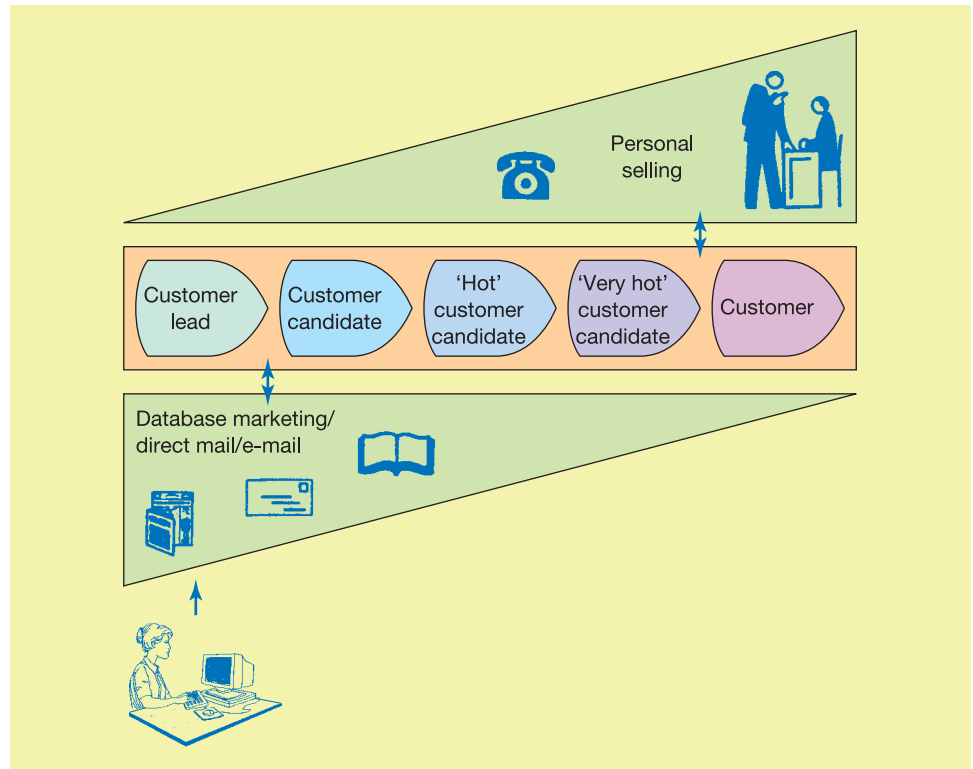 Personal
selling
Customer
lead
Customer
candidate
‘Hot’
customer
candidate
‘Very hot’
customer
candidate
Customer
Database marketing/
direct mail/e-mail